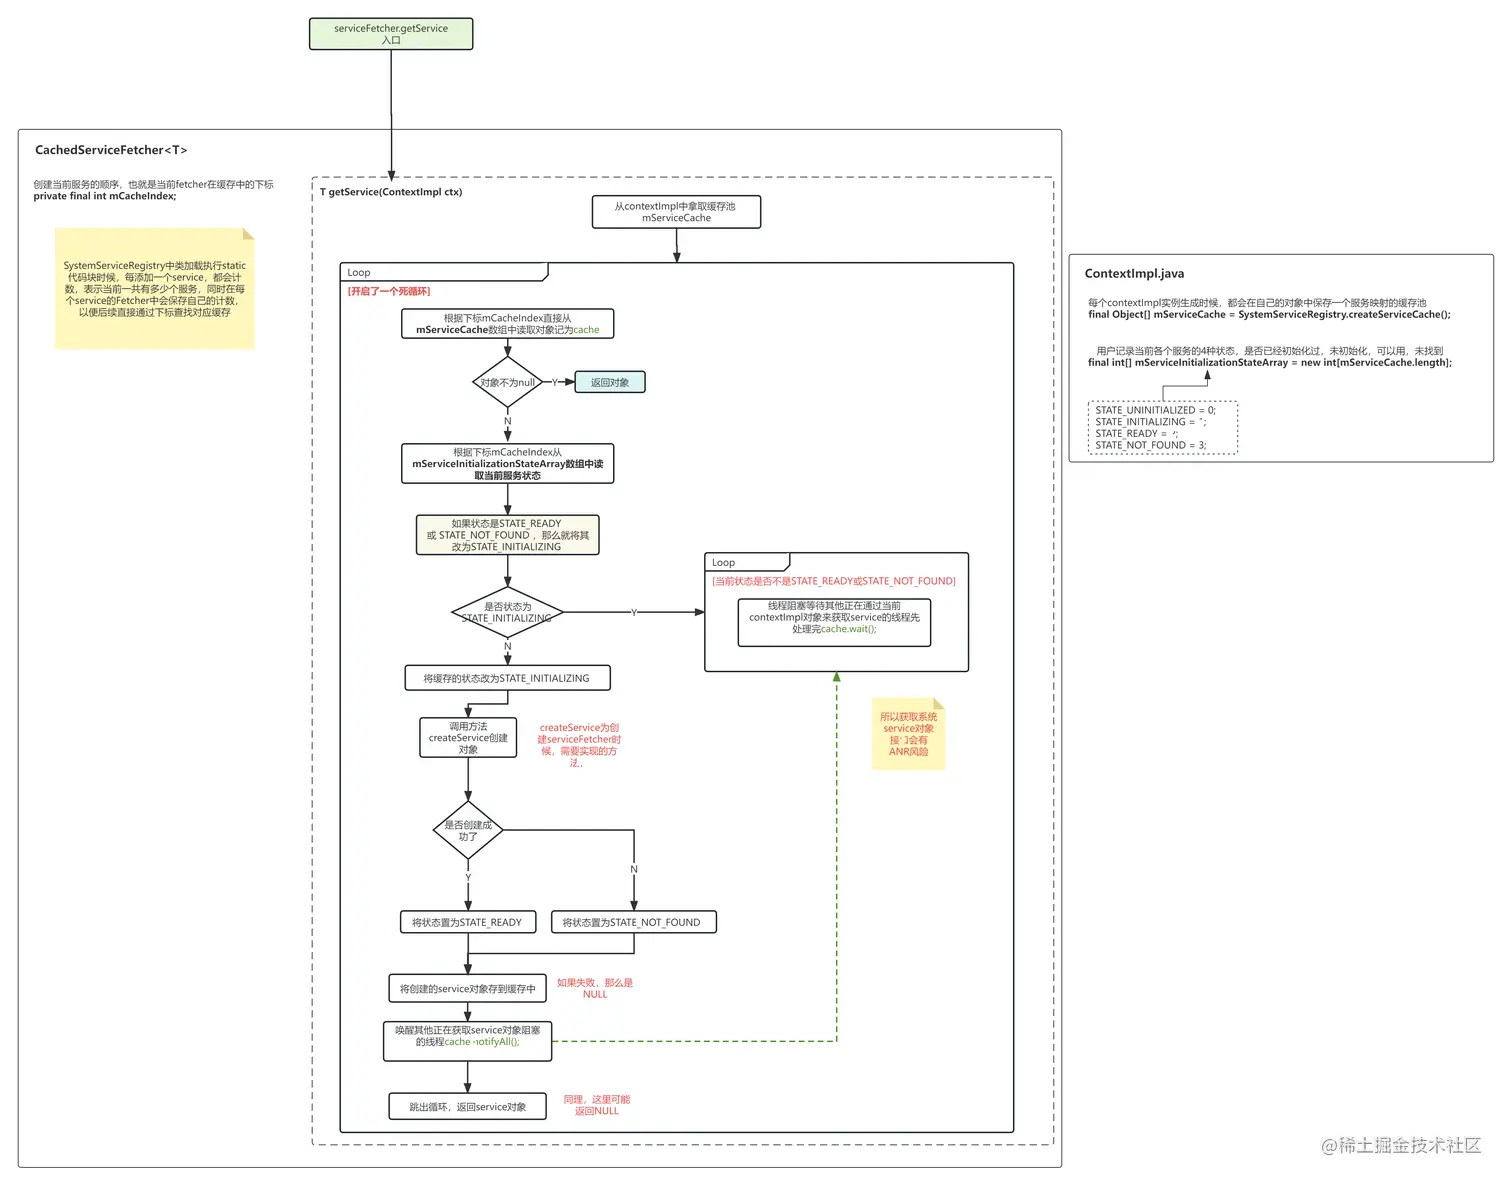 serviceFetcher.getService
入口
CachedServiceFetcher<T>
创建当前服务的顺序，也就是当前fetcher在缓存中的下标
private final int mCacheIndex;
SystemServiceRegistry中类加载执行static
代码块时候，每添加一个service，都会计
数，表示当前一共有多少个服务，同时在每
个service的Fetcher中会保存自己的计数，
以便后续直接通过下标查找对应缓存
T getService(ContextImpl ctx)
从contextImpl中拿取缓存池
mServiceCache
Loop
[开启了一个死循环]
根据下标mCacheIndex直接从
mServiceCache数组中读取对象记为cache
对象不为null
Y
返回对象
N
根据下标mCacheIndex从
mServiceInitializationStateArray数组中读
取当前服务状态
如果状态是STATE_READY
或 STATE_NOT_FOUND ，那么就将其
改为STATE_INITIALIZING
是否状态为
STATE_INITIALIZING
Y
N
Loop
[当前状态是否不是STATE_READY或STATE_NOT_FOUND]
线程阻塞等待其他正在通过当前
contextImpl对象来获取service的线程先
处理完cache.wait();
将缓存的状态改为STATE_INITIALIZING
调用方法
createService创建
对象
createService为创
建serviceFetcher时
候，需要实现的方
法。
所以获取系统
service对象
会有
ANR风险
是否创建成
功了
Y
N
将状态置为STATE_READY
将状态置为STATE_NOT_FOUND
将创建的service对象存到缓存中
如果失败，那么是
NULL
唤醒其他正在获取service对象阻塞
的线程cache
跳出循环，返回service对象
同理，这里可能
返回NULL
ContextImpl.java
每个contextImpl实例生成时候，都会在自己的对象中保存一个服务映射的缓存池
final Object[] mServiceCache = SystemServiceRegistry.createServiceCache();
用户记录当前各个服务的4种状态，是否已经初始化过，未初始化，可以用，未找到
final int[] mServiceInitializationStateArray = new int[mServiceCache.length];
STATE_UNINITIALIZED = 0;
STATE_INITIALIZING =
STATE_READY =
STATE_NOT_FOUND = 3;
@稀土掘金技术社区